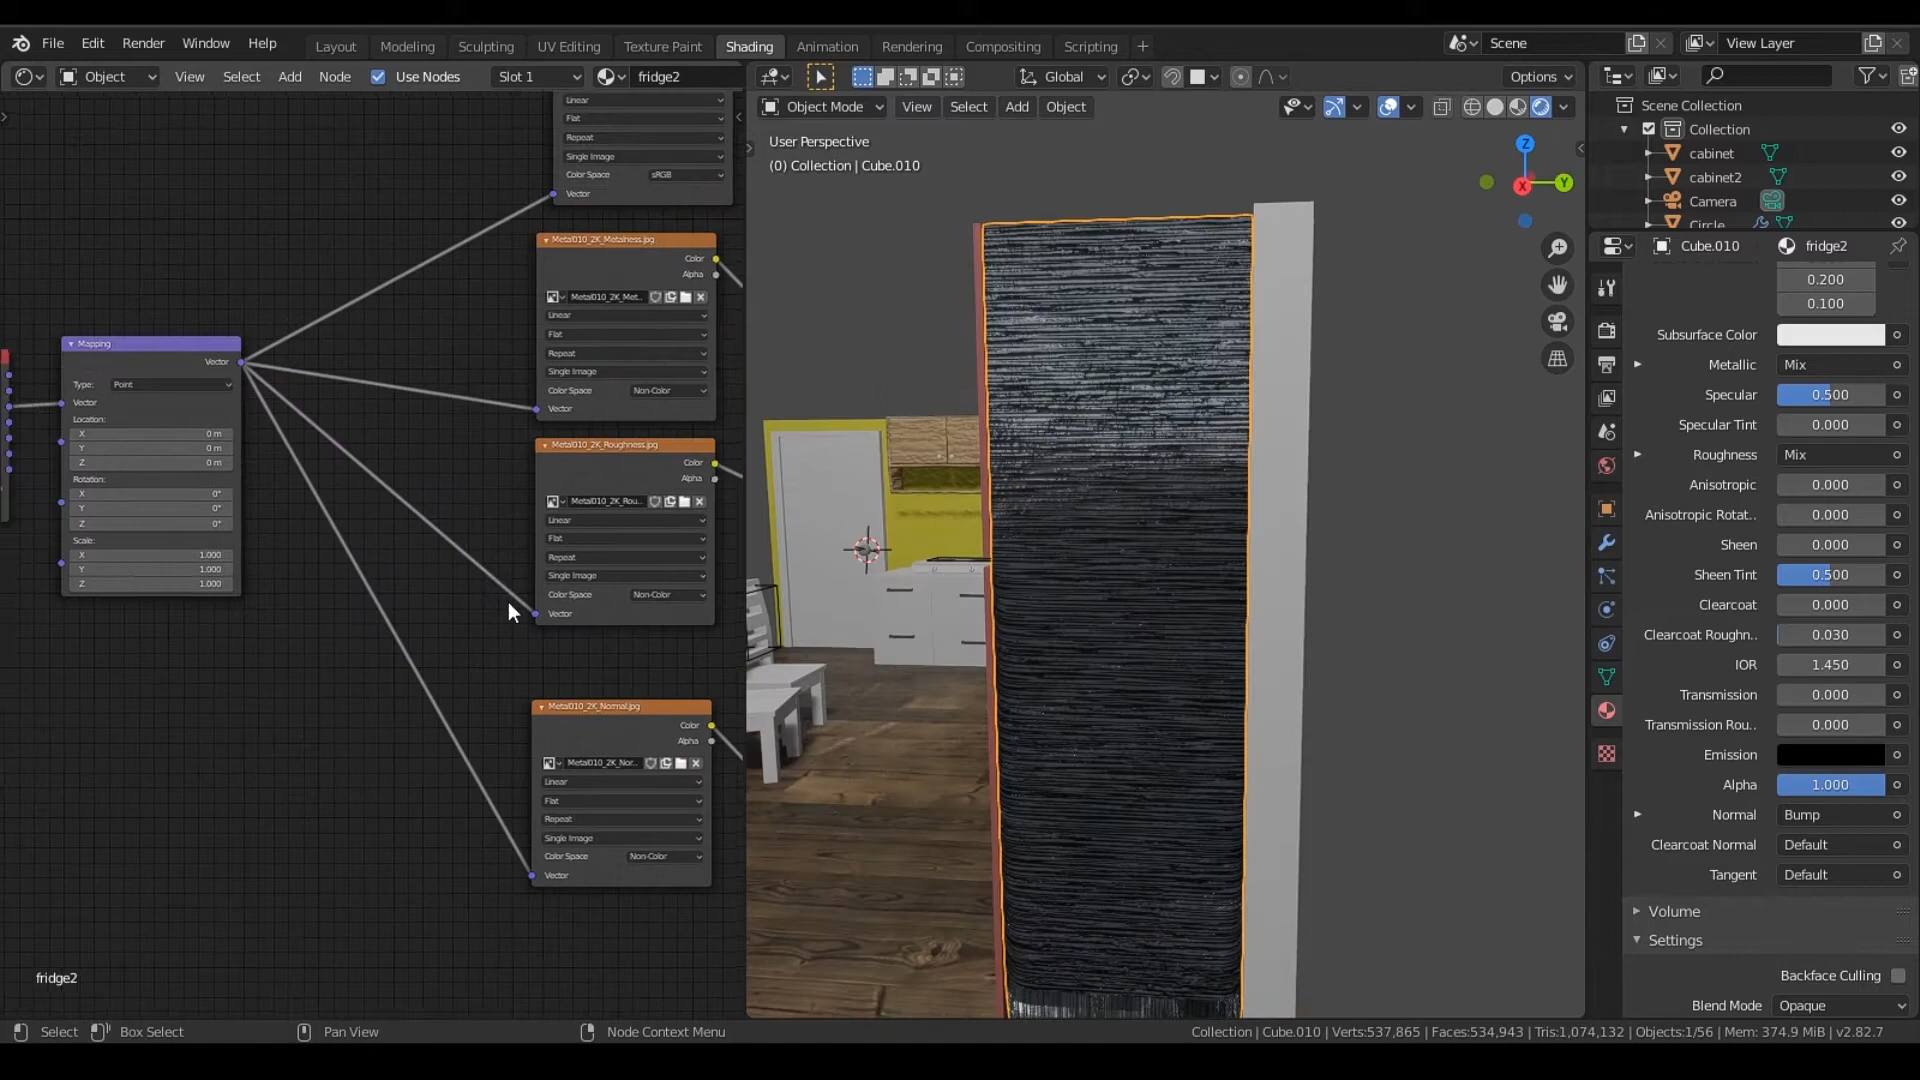 File Edit Render Window Help Layout Modeling Sculpting UV Editing Texture Paint Shading Animation Rendering Compositing Scripting + Scene View Layer
Object View Select Add Node Use Nodes Slot 1 fridge2 Global Options
Object Mode View Select Add Object
User Perspective
(0) Collection | Cube.010
Z
Y
X
Linear
Flat
Repeat
Single Image
Color Space sRGB
Vector
Metal010_2K_Metalness.jpg
Color
Alpha
Metal010_2K_Met...
Linear
Flat
Repeat
Single Image
Color Space Non-Color
Vector
Metal010_2K_Roughness.jpg
Color
Alpha
Metal010_2K_Rou...
Linear
Flat
Repeat
Single Image
Color Space Non-Color
Vector
Metal010_2K_Normal.jpg
Color
Alpha
Metal010_2K_Nor...
Linear
Flat
Repeat
Single Image
Color Space Non-Color
Vector
Mapping
Vector
Type: Point
Vector
Location:
X 0 m
Y 0 m
Z 0 m
Rotation:
X 0°
Y 0°
Z 0°
Scale:
X 1.000
Y 1.000
Z 1.000
fridge2
Scene Collection
Collection
cabinet
cabinet2
Camera
Circle
Cube.010 fridge2
0.200
0.100
Subsurface Color
Metallic Mix
Specular 0.500
Specular Tint 0.000
Roughness Mix
Anisotropic 0.000
Anisotropic Rotat.. 0.000
Sheen 0.000
Sheen Tint 0.500
Clearcoat 0.000
Clearcoat Roughn.. 0.030
IOR 1.450
Transmission 0.000
Transmission Rou.. 0.000
Emission
Alpha 1.000
Normal Bump
Clearcoat Normal Default
Tangent Default
Volume
Settings
Backface Culling
Blend Mode Opaque
Select Box Select Pan View Node Context Menu Collection | Cube.010 | Verts:537,865 | Faces:534,943 | Tris:1,074,132 | Objects:1/56 | Mem: 374.9 MiB | v2.82.7